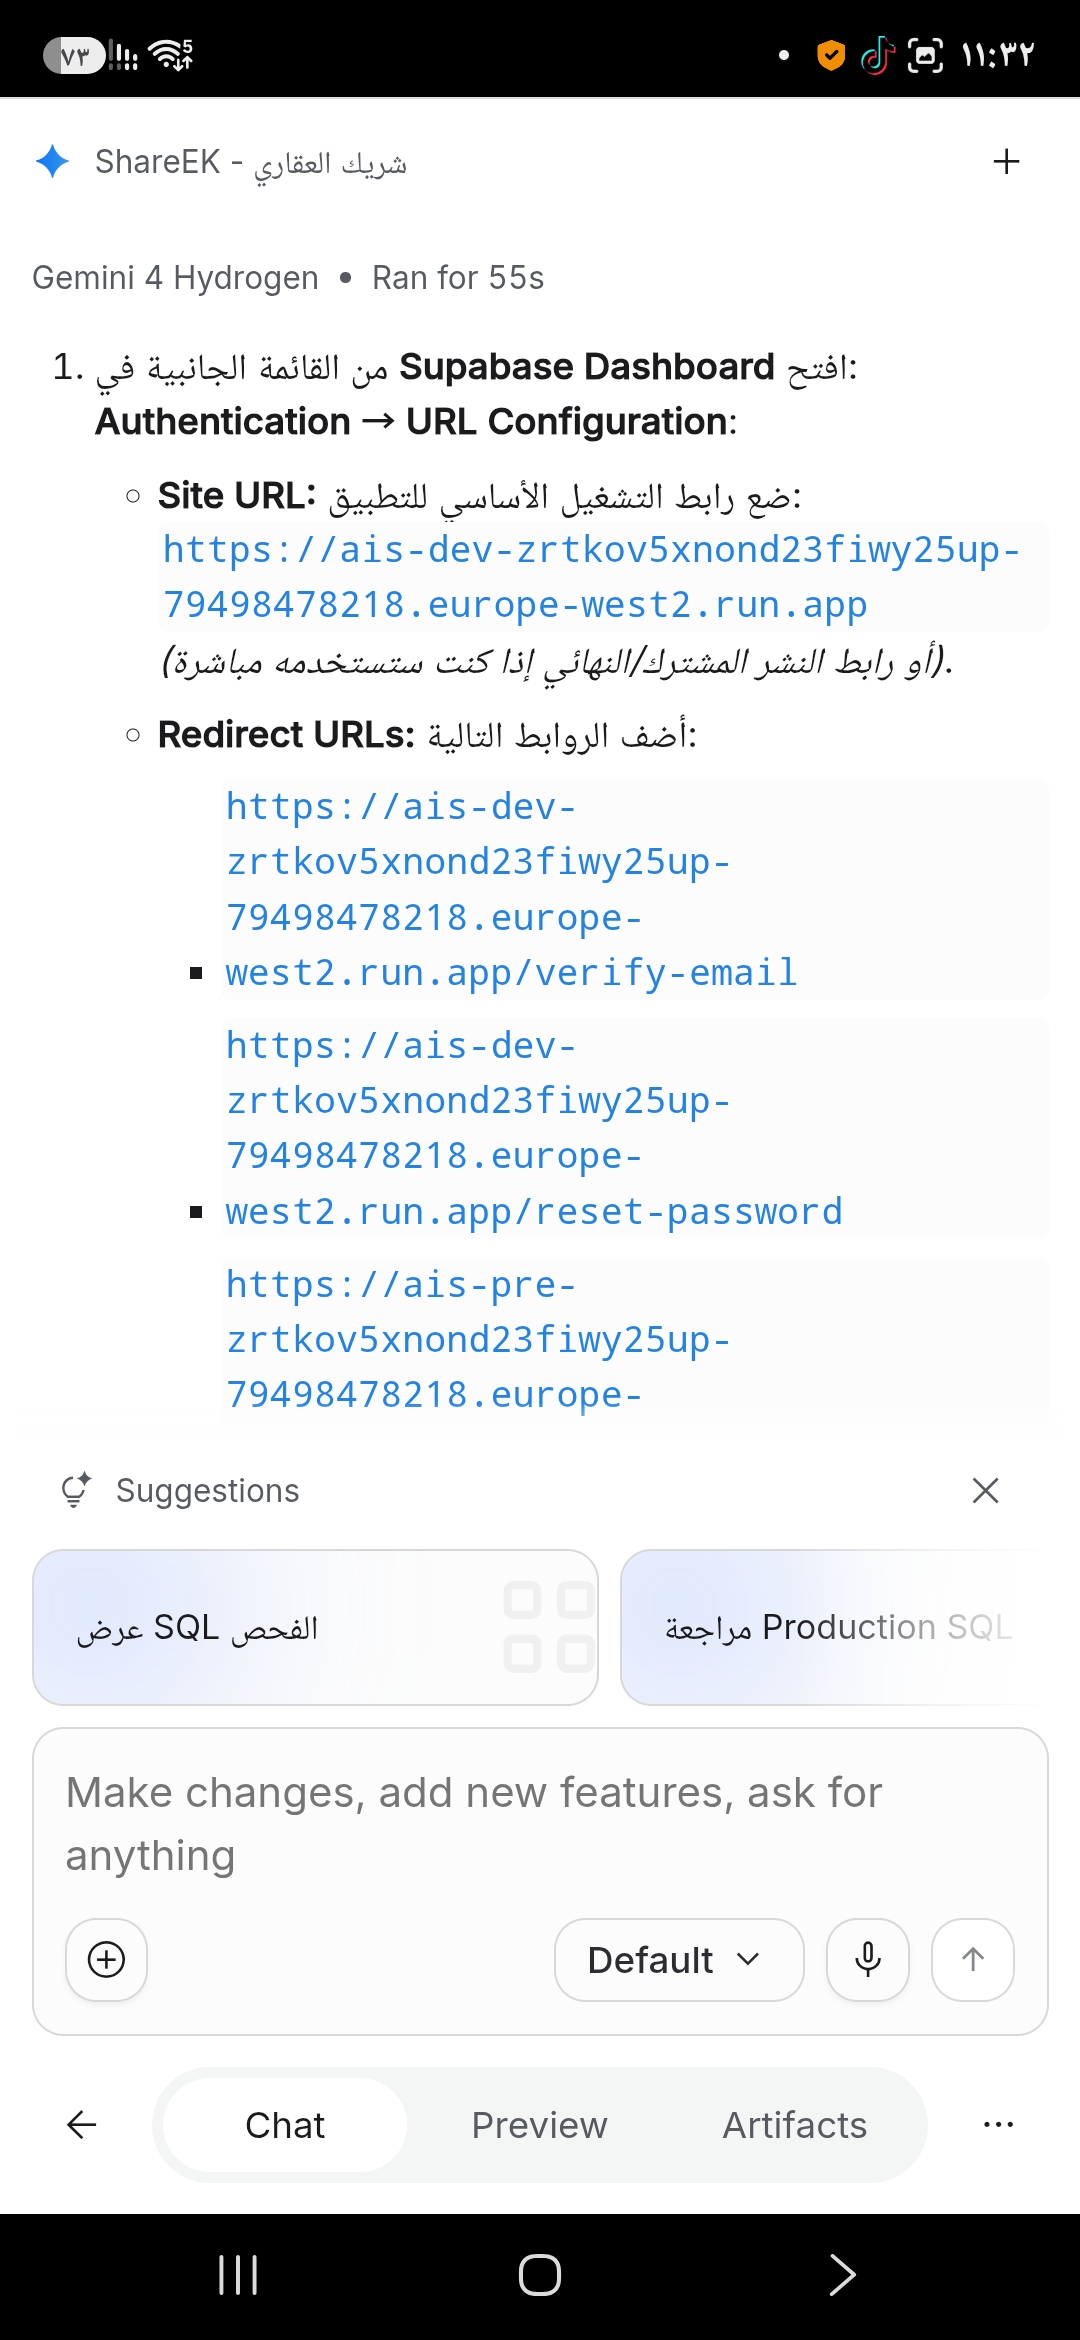 ٧٣
5
١١:٣٢
ShareEK - شريك العقاري
Gemini 4 Hydrogen • Ran for 55s
1. افتح Supabase Dashboard من القائمة الجانبية في:
Authentication → URL Configuration:
Site URL: ضع رابط التشغيل الأساسي للتطبيق:
https://ais-dev-zrtkov5xnond23fiwy25up-
79498478218.europe-west2.run.app
(أو رابط النشر المشترك/النهائي إذا كنت ستستخدمه مباشرة).
Redirect URLs: أضف الروابط التالية:
https://ais-dev-
zrtkov5xnond23fiwy25up-
79498478218.europe-
west2.run.app/verify-email
https://ais-dev-
zrtkov5xnond23fiwy25up-
79498478218.europe-
west2.run.app/reset-password
https://ais-pre-
zrtkov5xnond23fiwy25up-
79498478218.europe-
Suggestions
عرض SQL الفحص
مراجعة Production SQL
Make changes, add new features, ask for
anything
Default
Chat
Preview
Artifacts